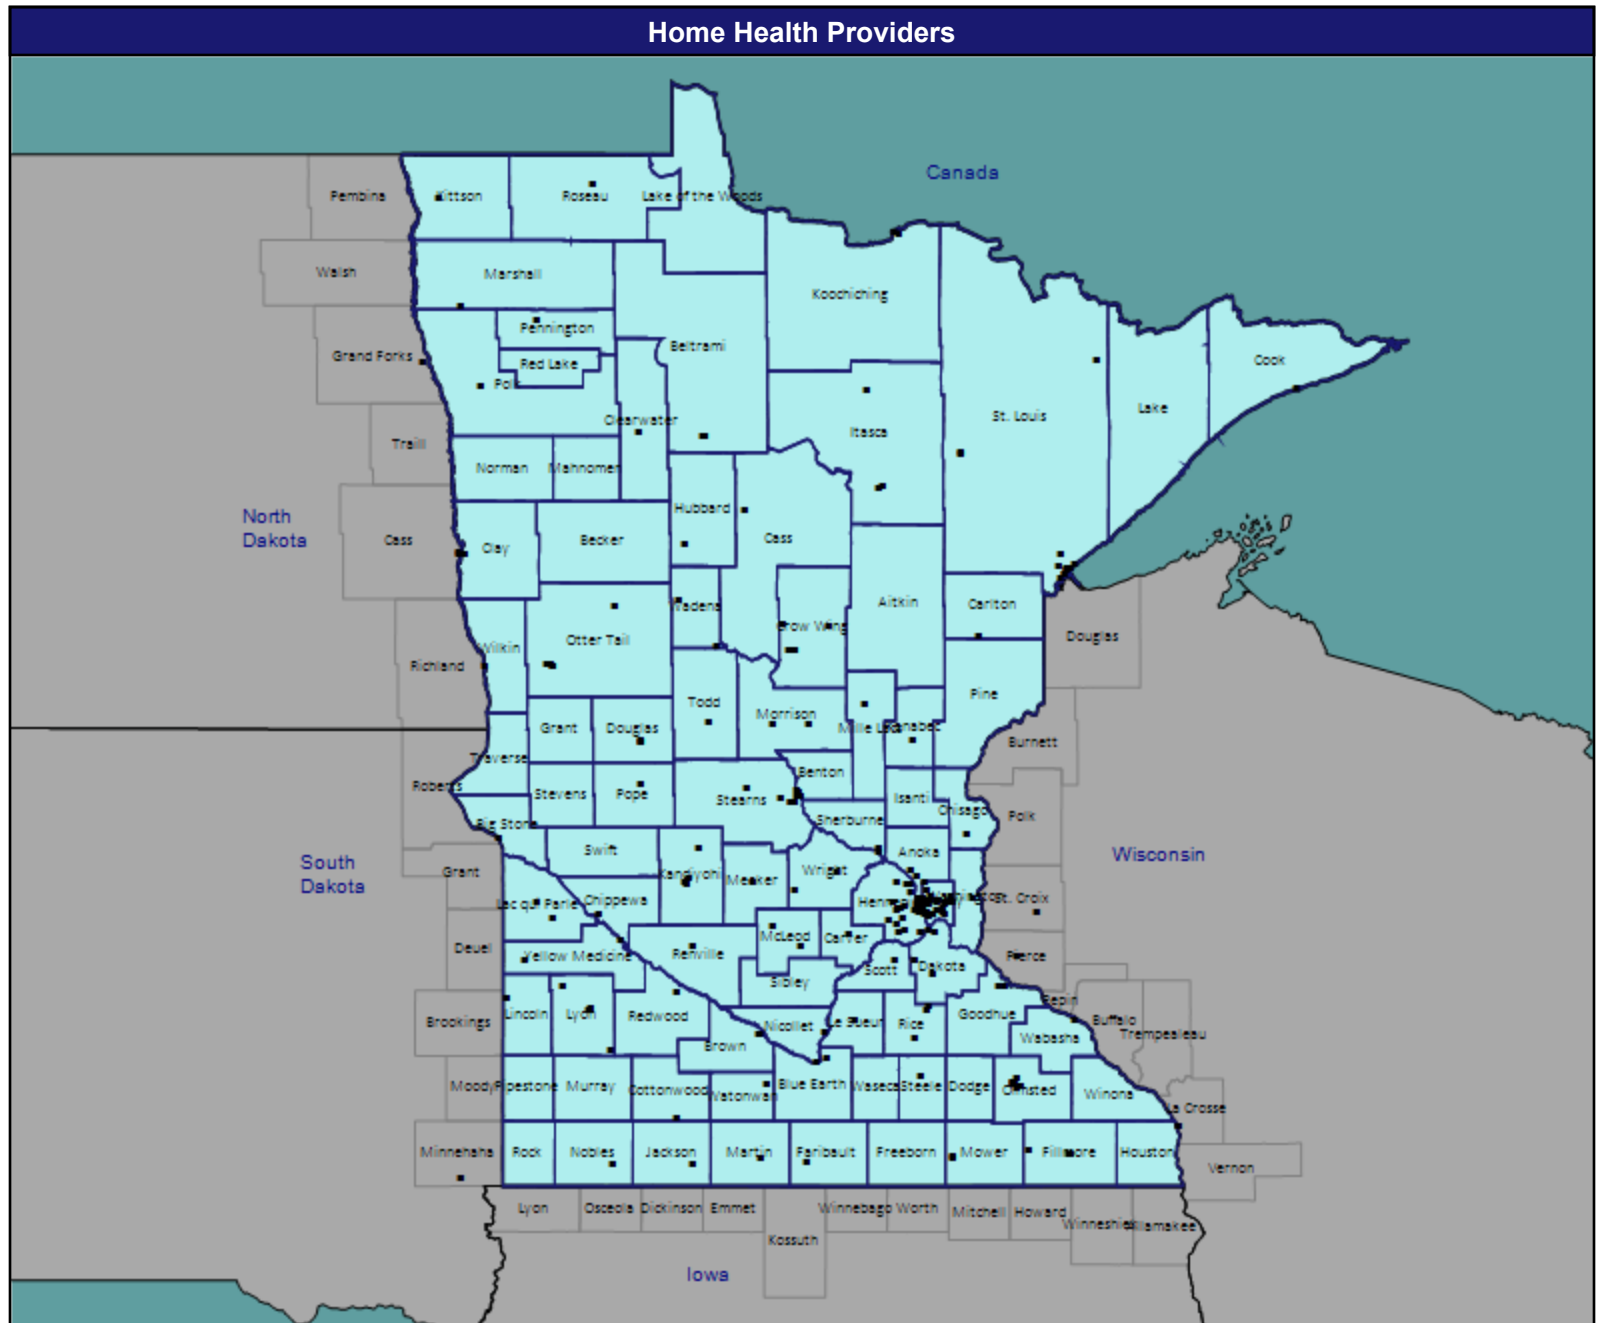 Home Health Providers
Canada
Pembina
Kittson
Roseau
Lake of the Woods
Walsh
Marshall
Koochiching
Pennington
Beltrami
Grand Forks
Red Lake
Cook
Polk
Lake
St. Louis
Clearwater
Itasca
Traill
Norman
Mahnomen
Hubbard
North
Dakota
Cass
Clay
Becker
Cass
Aitkin
Carlton
Wadena
Crow Wing
Douglas
Otter Tail
Wilkin
Richland
Pine
Todd
Morrison
Grant
Douglas
Mille Lacs
Kanabec
Burnett
Traverse
Benton
Roberts
Stevens
Pope
Stearns
Isanti
Chisago
Polk
Big Stone
Sherburne
South
Dakota
Swift
Anoka
Wisconsin
Grant
Kandiyohi
Meeker
Wright
Lac qui Parle
Chippewa
Hennepin
Washington
St. Croix
McLeod
Carver
Deuel
Yellow Medicine
Renville
Scott
Dakota
Pierce
Sibley
Pepin
Brookings
Lincoln
Lyon
Redwood
Nicollet
Le Sueur
Rice
Goodhue
Buffalo
Trempealeau
Wabasha
Brown
Moody
Pipestone
Murray
Cottonwood
Watonwan
Blue Earth
Waseca
Steele
Dodge
Olmsted
Winona
La Crosse
Minnehaha
Rock
Nobles
Jackson
Martin
Faribault
Freeborn
Mower
Fillmore
Houston
Vernon
Lyon
Osceola
Dickinson
Emmet
Winnebago
Worth
Mitchell
Howard
Winneshiek
Allamakee
Kossuth
Iowa